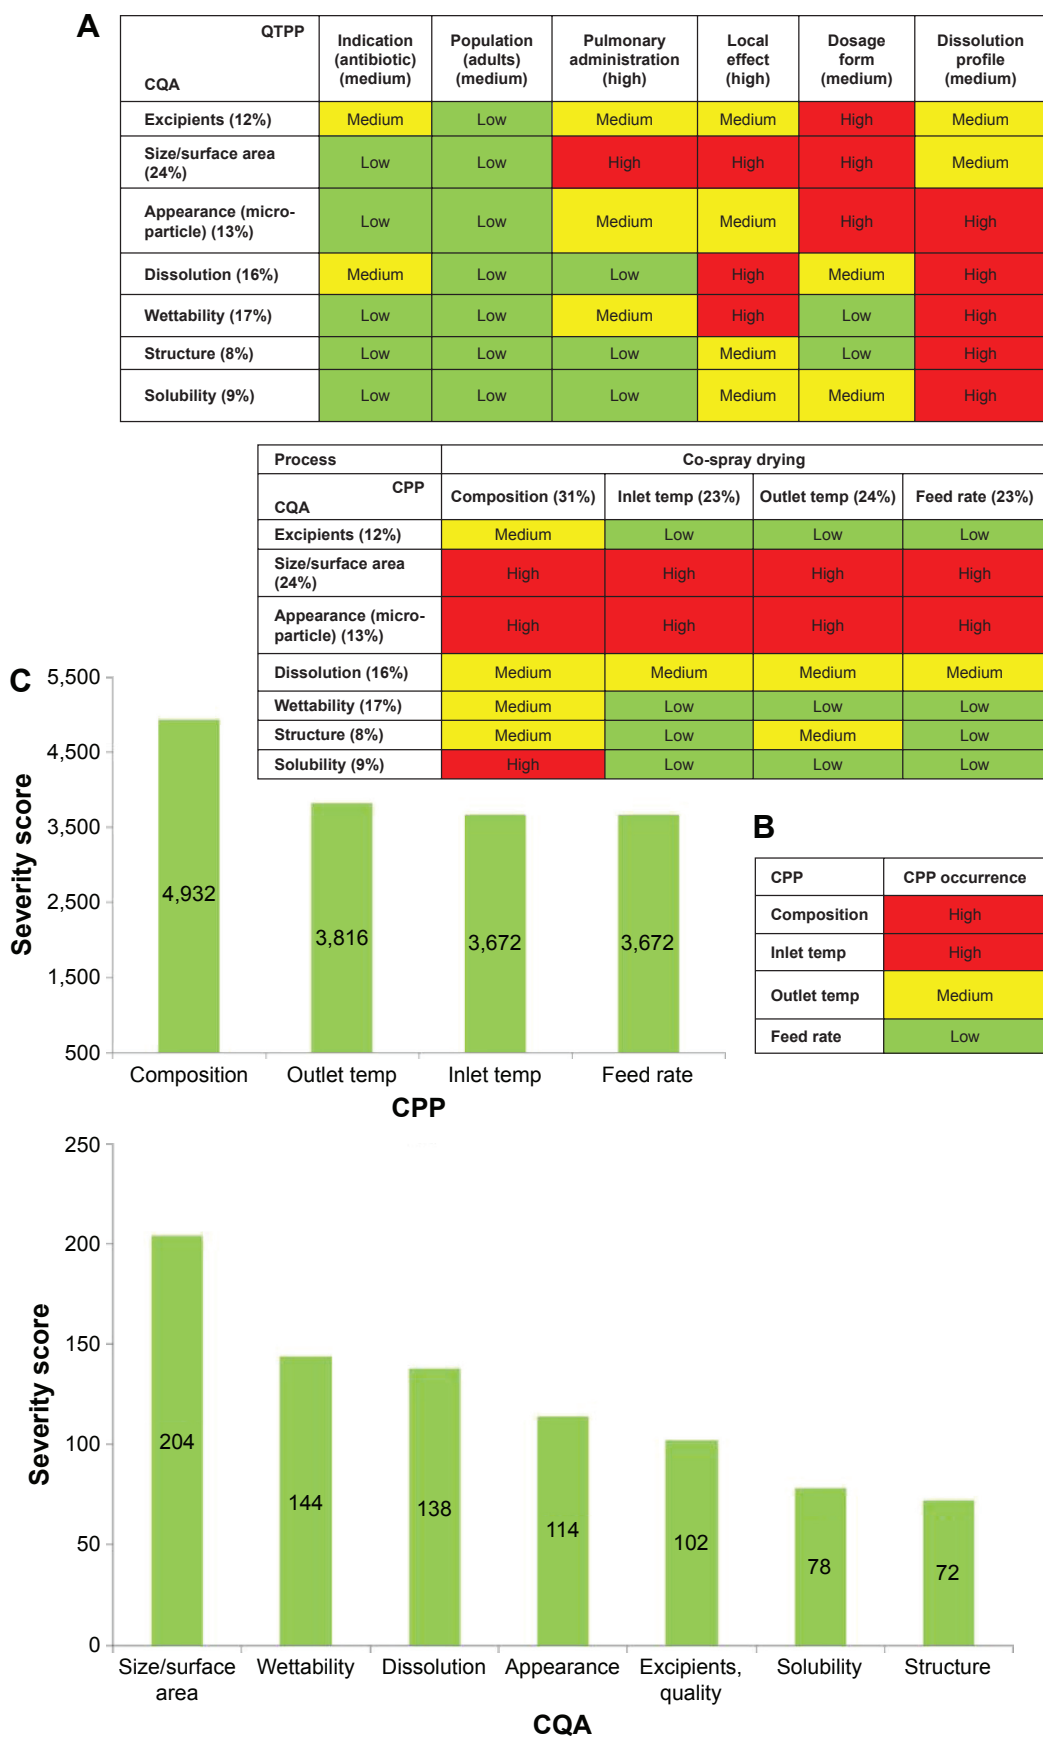 A
QTPP
CQA
Indication
(antibiotic)
(medium)
Population
(adults)
(medium)
Pulmonary
administration
(high)
Local
effect
(high)
Dosage
form
(medium)
Dissolution
profile
(medium)
Excipients (12%) Medium Low Medium Medium High Medium
Size/surface area
(24%)
Low Low High High High Medium
Appearance (micro-
particle) (13%)
Low Low Medium Medium High High
Dissolution (16%) Medium Low Low High Medium High
Wettability (17%) Low Low Medium High Low High
Structure (8%) Low Low Low Medium Low High
Solubility (9%) Low Low Low Medium Medium High
Process Co-spray drying
CPP
CQA
Composition (31%) Inlet temp (23%) Outlet temp (24%) Feed rate (23%)
Excipients (12%) Medium Low Low Low
Size/surface area
(24%)
High High High High
Appearance (micro-
particle) (13%)
High High High High
Dissolution (16%) Medium Medium Medium Medium
Wettability (17%) Medium Low Low Low
Structure (8%) Medium Low Medium Low
Solubility (9%) High Low Low Low
B
CPP CPP occurrence
Composition High
Inlet temp High
Outlet temp Medium
Feed rate Low
C
Severity score
5,500
4,500
3,500
2,500
1,500
500
4,932
3,816
3,672
3,672
Composition Outlet temp Inlet temp Feed rate
CPP
Severity score
250
200
150
100
50
0
204
144
138
114
102
78
72
Size/surface
area
Wettability
Dissolution
Appearance
Excipients,
quality
Solubility
Structure
CQA